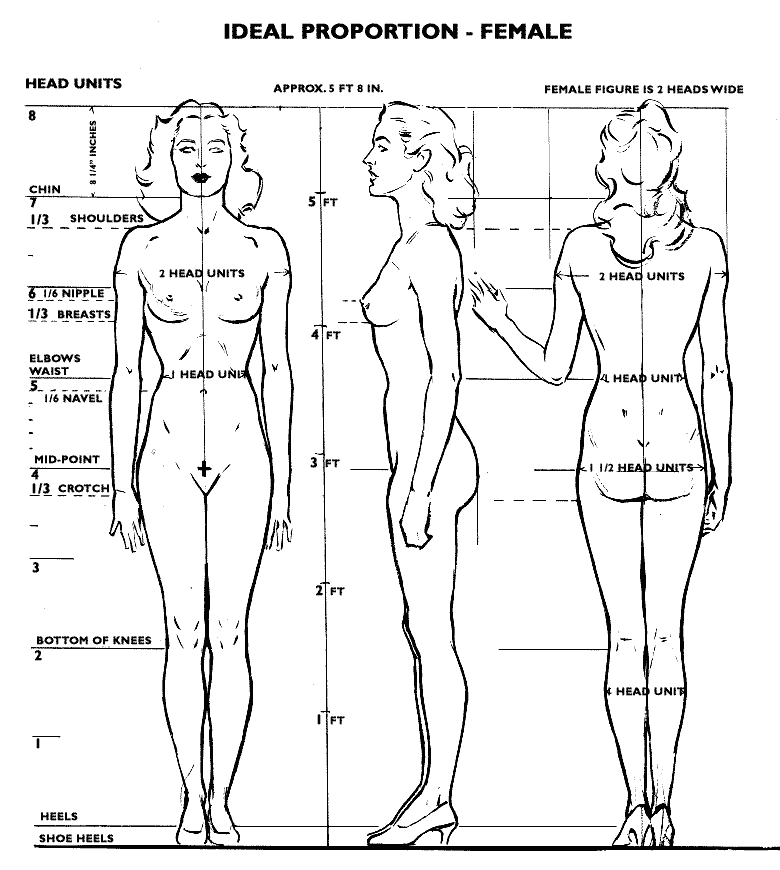 IDEAL PROPORTION - FEMALE
HEAD UNITS
APPROX. 5 FT 8 IN.
FEMALE FIGURE IS 2 HEADS WIDE
8
8 1/4" INCHES
CHIN
7
5 FT
1/3 SHOULDERS
2 HEAD UNITS
2 HEAD UNITS
6 1/6 NIPPLE
1/3 BREASTS
4 FT
ELBOWS
WAIST
1 HEAD UNIT
1 HEAD UNIT
5
1/6 NAVEL
MID-POINT
3 FT
1 1/2 HEAD UNITS
4
1/3 CROTCH
3
2 FT
BOTTOM OF KNEES
2
HEAD UNIT
1 FT
1
HEELS
SHOE HEELS